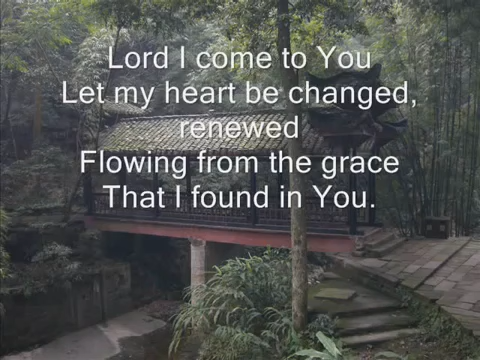 Lord I come to You
Let my heart be changed,
renewed
Flowing from the grace
That I found in You.